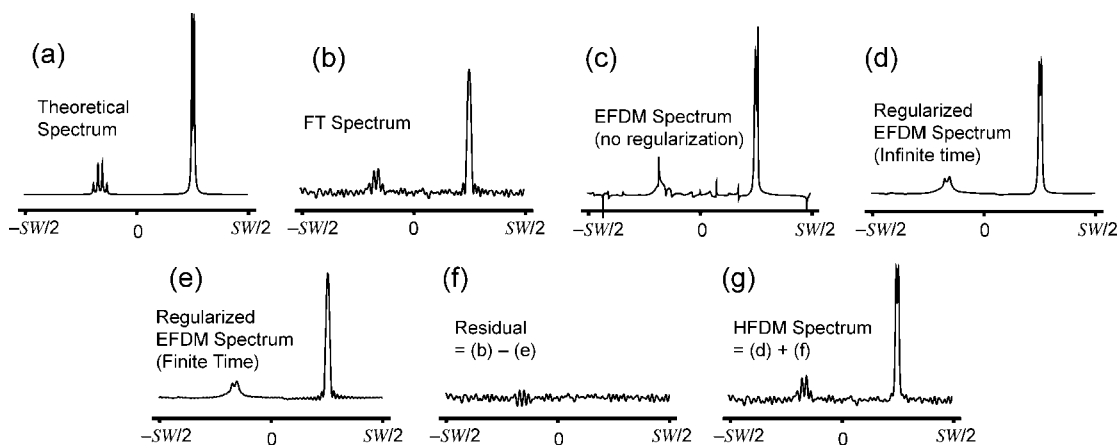 (a)
Theoretical
Spectrum
−SW/2 0 SW/2
(b)
FT Spectrum
−SW/2 0 SW/2
(c)
EFDM Spectrum
(no regularization)
−SW/2 0 SW/2
(d)
Regularized
EFDM Spectrum
(Infinite time)
−SW/2 0 SW/2
(e)
Regularized
EFDM Spectrum
(Finite Time)
−SW/2 0 SW/2
(f)
Residual
= (b) − (e)
−SW/2 0 SW/2
(g)
HFDM Spectrum
= (d) + (f)
−SW/2 0 SW/2